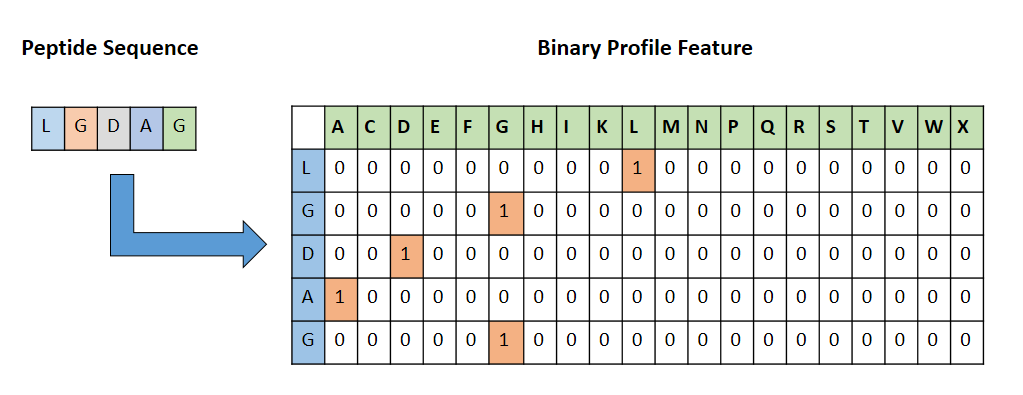 Peptide Sequence
Binary Profile Feature
L G D A G
A C D E F G H I K L M N P Q R S T V W X
L 0 0 0 0 0 0 0 0 0 1 0 0 0 0 0 0 0 0 0 0
G 0 0 0 0 0 1 0 0 0 0 0 0 0 0 0 0 0 0 0 0
D 0 0 1 0 0 0 0 0 0 0 0 0 0 0 0 0 0 0 0 0
A 1 0 0 0 0 0 0 0 0 0 0 0 0 0 0 0 0 0 0 0
G 0 0 0 0 0 1 0 0 0 0 0 0 0 0 0 0 0 0 0 0